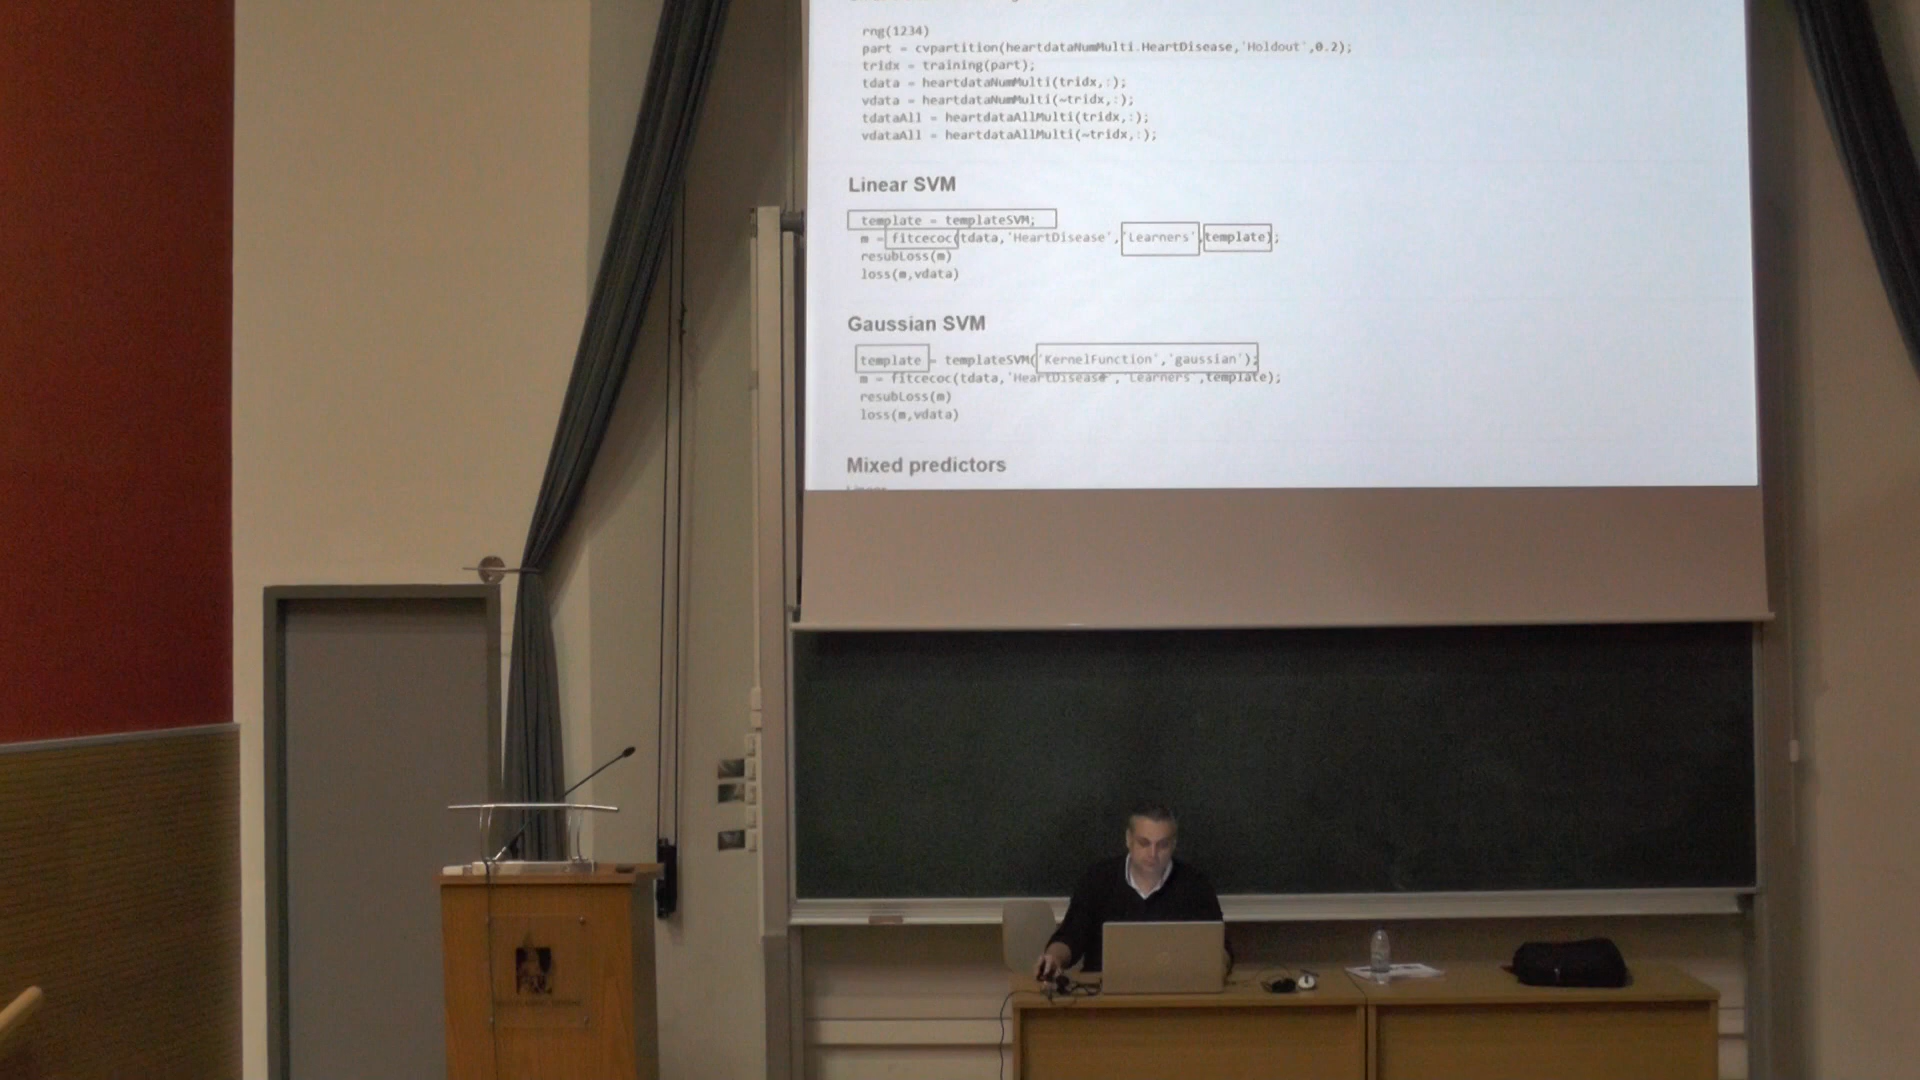 rng(1234)
part = cvpartition(heartdataNumMulti.HeartDisease,'Holdout',0.2);
tridx = training(part);
tdata = heartdataNumMulti(tridx,:);
vdata = heartdataNumMulti(~tridx,:);
tdataAll = heartdataAllMulti(tridx,:);
vdataAll = heartdataAllMulti(~tridx,:);
Linear SVM
template = templateSVM;
m = fitcecoc(tdata,'HeartDisease','Learners',template);
resubLoss(m)
loss(m,vdata)
Gaussian SVM
template = templateSVM('KernelFunction','gaussian');
m = fitcecoc(tdata,'HeartDisease','Learners',template);
resubLoss(m)
loss(m,vdata)
Mixed predictors